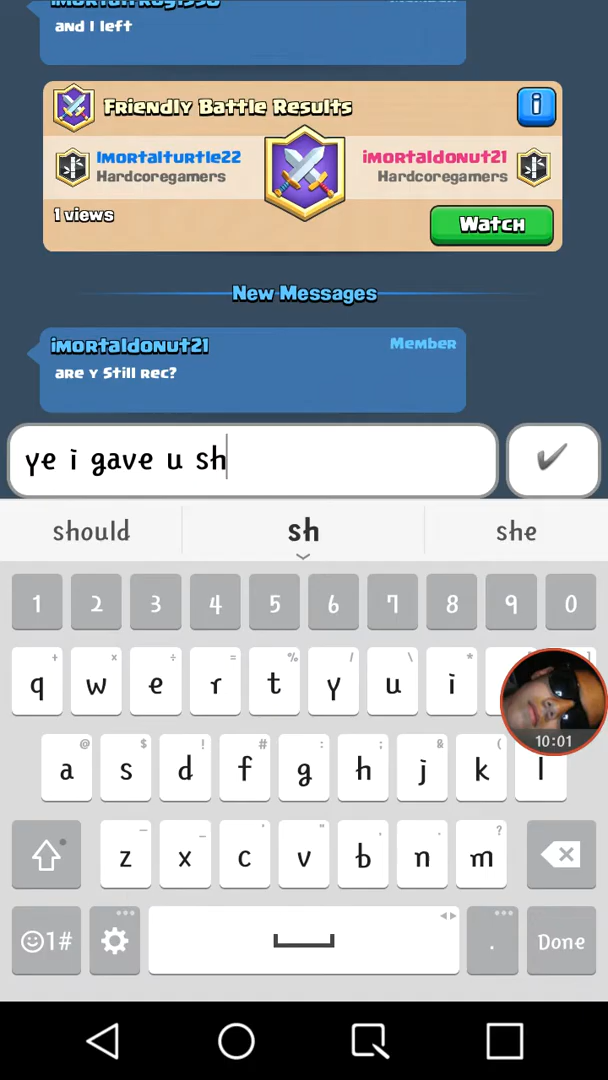 and I left
Friendly Battle Results
Imortalturtle22
Hardcoregamers
imortaldonut21
Hardcoregamers
1 views
Watch
New Messages
imortaldonut21
Member
are y Still rec?
ye i gave u sh
should
sh
she
1 2 3 4 5 6 7 8 9 0
+ × ÷ = % / \ *
q w e r t y u i
10:01
@ $ ! # : ; & (
a s d f g h j k l
z x c v b n m
?
☺1#
.
Done